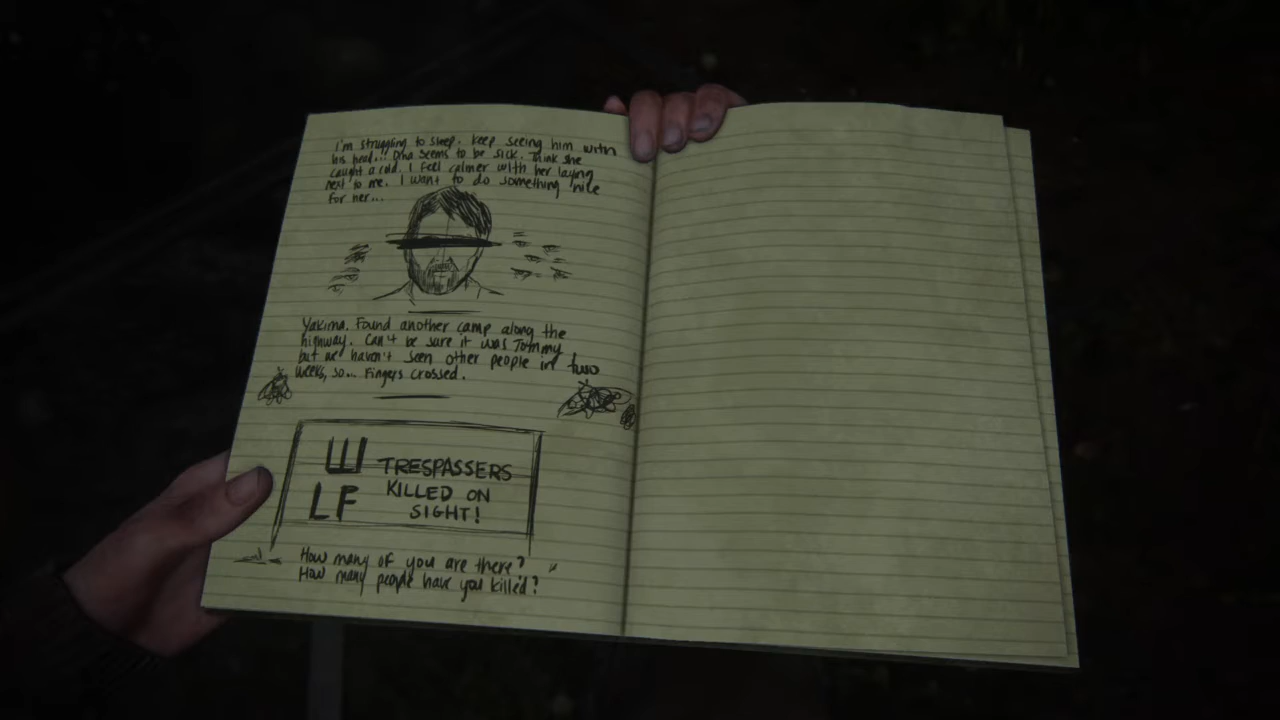 I'm struggling to sleep. Keep seeing him with
his head... Dina seems to be sick. Think she
caught a cold. I feel calmer with her laying
next to me. I want to do something nice
for her...
Yakima. Found another camp along the
highway. Can't be sure it was Tommy
but we haven't seen other people in two
weeks, so... Fingers crossed.
W TRESPASSERS
LF KILLED ON
SIGHT!
How many of you are there?
How many people have you killed?